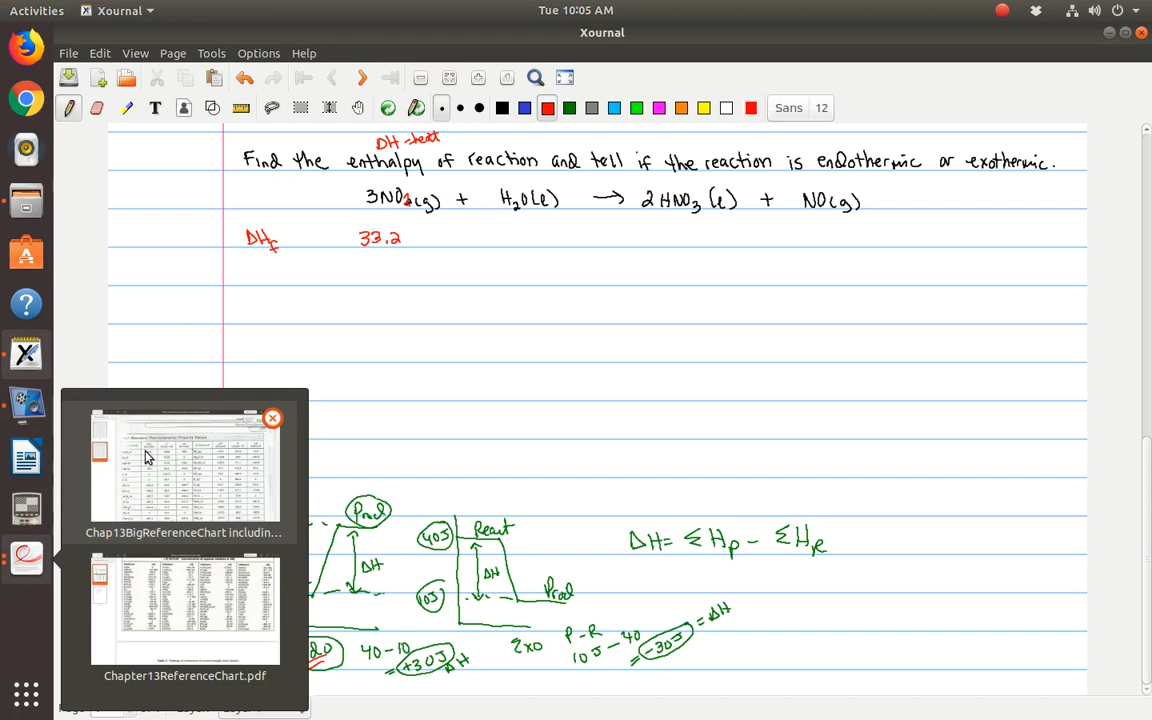 Activities Xournal Tue 10:05 AM
Xournal
File Edit View Page Tools Options Help
Sans 12
ΔH = heat
Find the enthalpy of reaction and tell if the reaction is endothermic or exothermic.
3NO₂(g) + H₂O(l) → 2HNO₃(l) + NO(g)
ΔHf 33.2
Chap13BigReferenceChart includin...
Chapter13ReferenceChart.pdf
Prod
ΔH
40-10
= +30J ΔH
40J React
ΔH
10J Prod
Exo P-R
10J - 40
= -30J = ΔH
ΔH = ΣHp - ΣHR